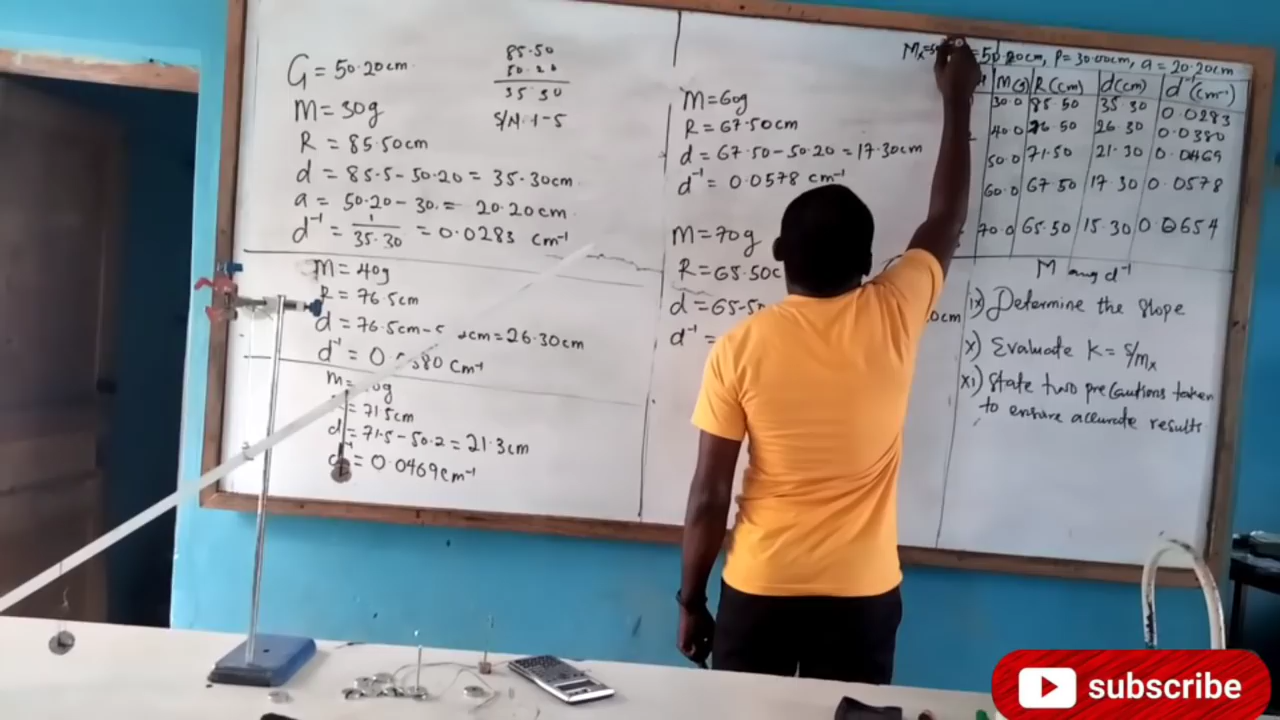 G = 50.20cm
M = 30g
R = 85.50cm
d = 85.5-50.20 = 35.30cm
a = 50.20-30. = 20.20cm
d⁻¹ = 1/35.30 = 0.0283 cm⁻¹
85.50
50.20
35.30
S/N 1-5
M = 40g
R = 76.5cm
d = 76.5cm-5 2cm = 26.30cm
d⁻¹ = 0 0380 cm⁻¹
m= 0g
= 71.5cm
d = 71.5-50.2 = 21.3cm
= 0.0469cm⁻¹
M = 60g
R = 67.50cm
d = 67.50-50.20 = 17.30cm
d⁻¹ = 0.0578 cm⁻¹
M = 70g
R = 65.50c
d = 65.50
d⁻¹ =
0cm
Mx= = 50.20cm, P = 30.00cm, a = 20.20cm
M(g) R(cm) d(cm) d⁻¹(cm⁻¹)
30.0 85.50 35.30 0.0283
40.0 76.50 26.30 0.0380
50.0 71.50 21.30 0.0469
60.0 67.50 17.30 0.0578
70.0 65.50 15.30 0.0654
M and d⁻¹
ix) Determine the slope
x) Evaluate K = S/Mx
xi) State two precautions taken
to ensure accurate results.
subscribe